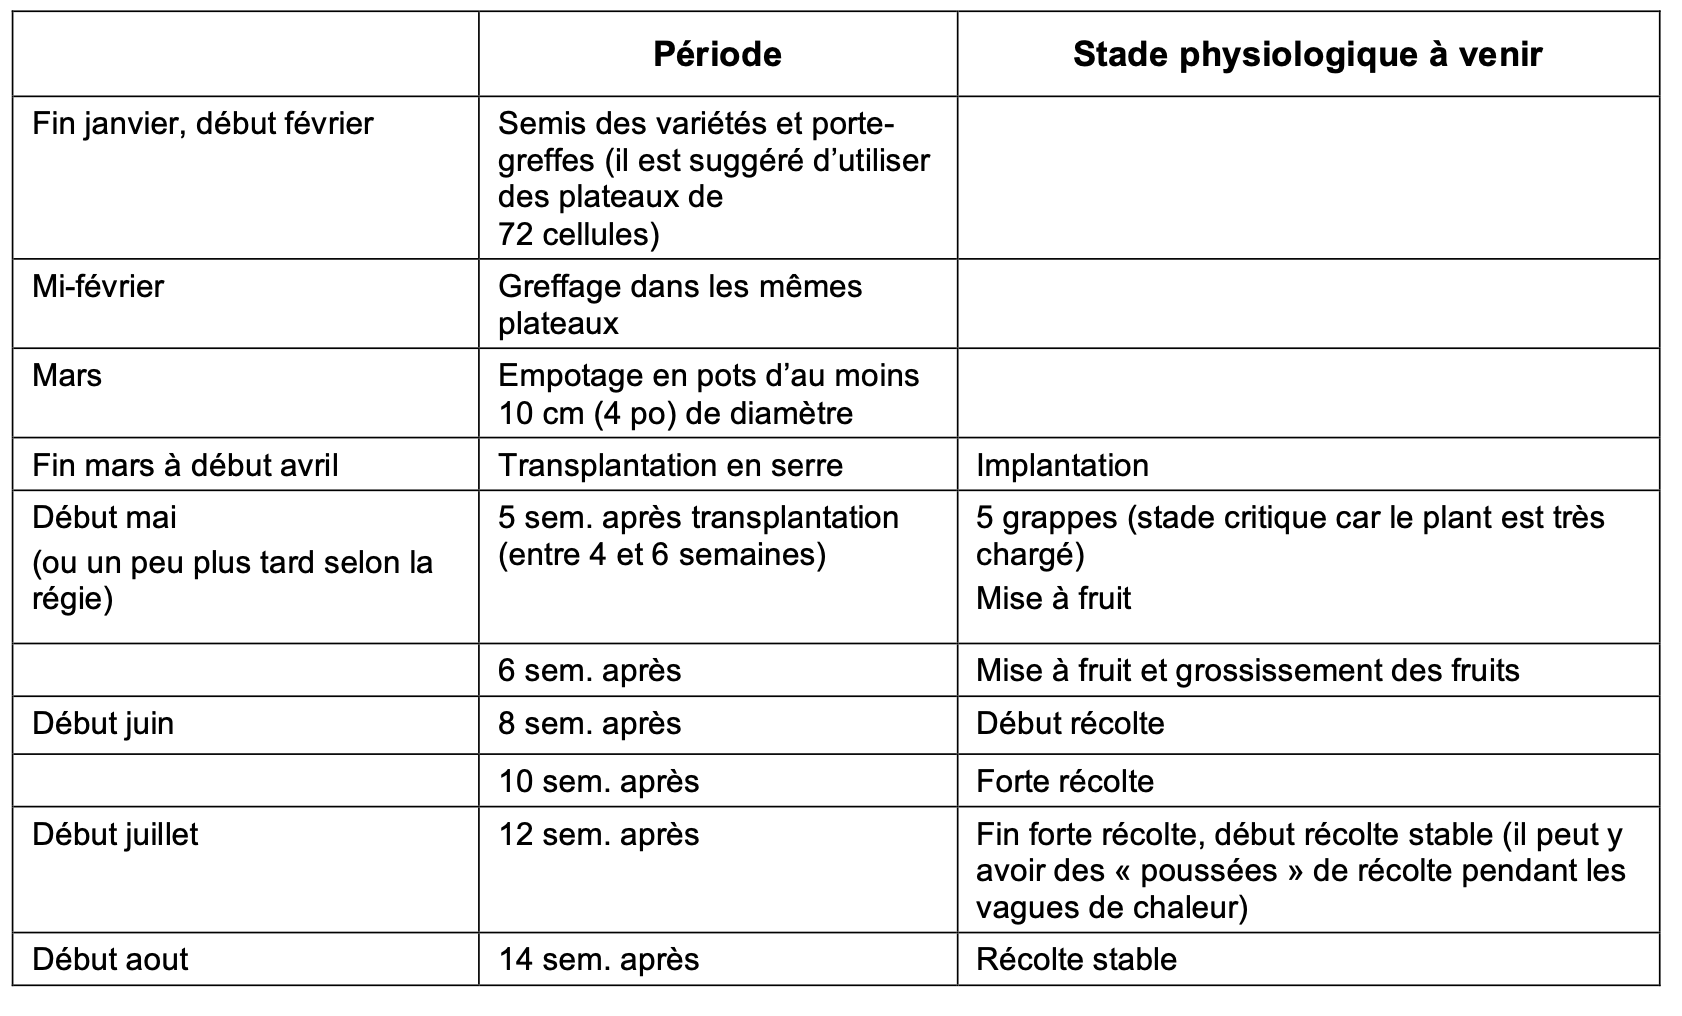 Période
Stade physiologique à venir
Fin janvier, début février
Semis des variétés et porte-
greffes (il est suggéré d’utiliser
des plateaux de
72 cellules)
Mi-février
Greffage dans les mêmes
plateaux
Mars
Empotage en pots d’au moins
10 cm (4 po) de diamètre
Fin mars à début avril
Transplantation en serre
Implantation
Début mai
(ou un peu plus tard selon la
régie)
5 sem. après transplantation
(entre 4 et 6 semaines)
5 grappes (stade critique car le plant est très
chargé)
Mise à fruit
6 sem. après
Mise à fruit et grossissement des fruits
Début juin
8 sem. après
Début récolte
10 sem. après
Forte récolte
Début juillet
12 sem. après
Fin forte récolte, début récolte stable (il peut y
avoir des « poussées » de récolte pendant les
vagues de chaleur)
Début aout
14 sem. après
Récolte stable